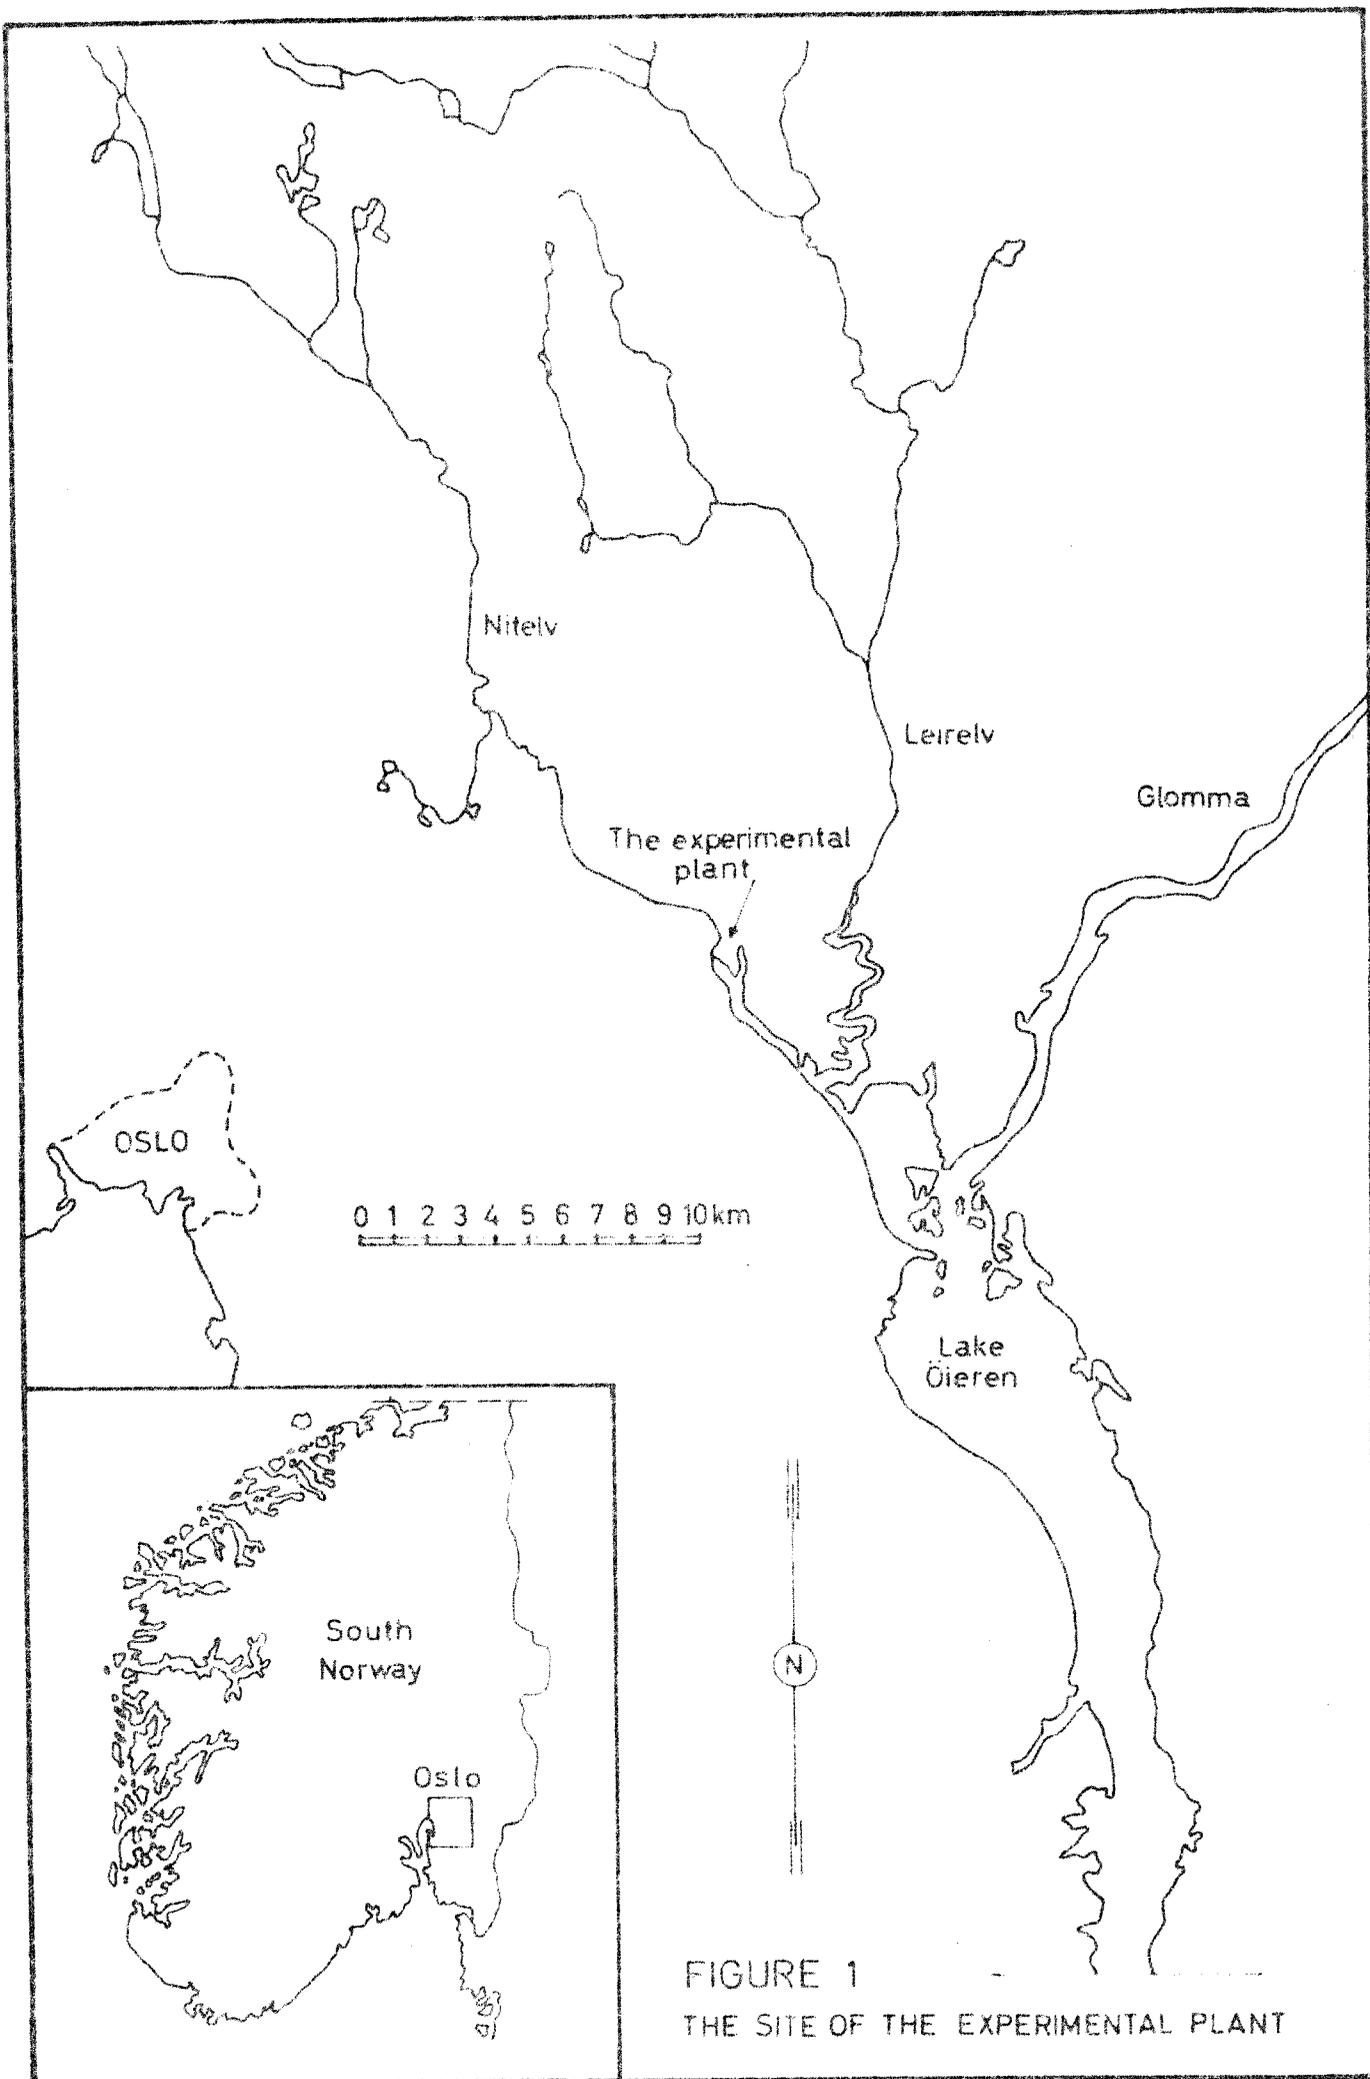 Nitelv
Leirelv
Glomma
The experimental
plant
OSLO
0 1 2 3 4 5 6 7 8 9 10km
Lake
Öieren
South
Norway
N
Oslo
FIGURE 1
THE SITE OF THE EXPERIMENTAL PLANT